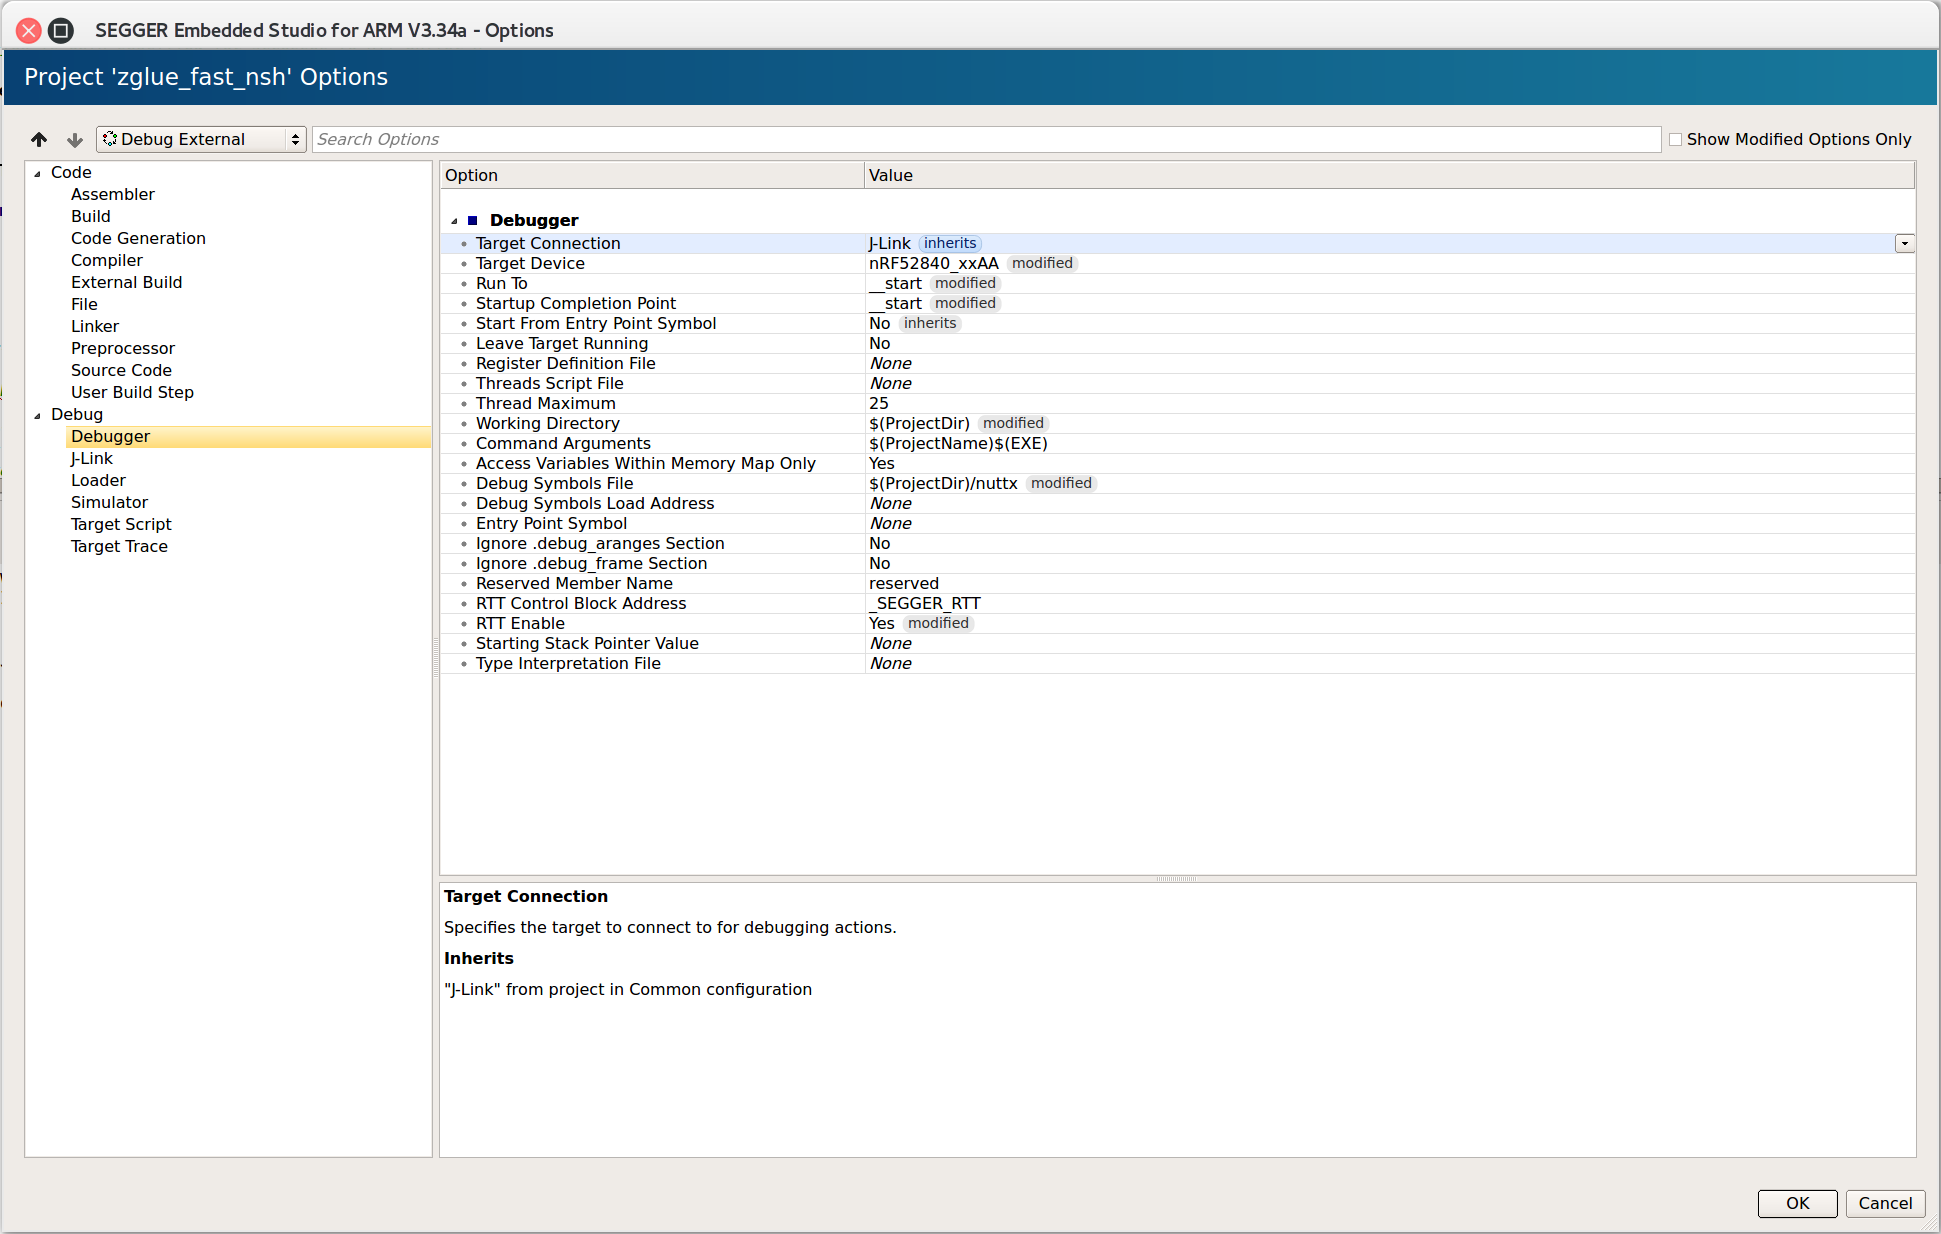 SEGGER Embedded Studio for ARM V3.34a - Options
Project 'zglue_fast_nsh' Options
Debug External
Search Options
Show Modified Options Only
Code
Assembler
Build
Code Generation
Compiler
External Build
File
Linker
Preprocessor
Source Code
User Build Step
Debug
Debugger
J-Link
Loader
Simulator
Target Script
Target Trace
Option Value
Debugger
Target Connection J-Link inherits
Target Device nRF52840_xxAA modified
Run To __start modified
Startup Completion Point __start modified
Start From Entry Point Symbol No inherits
Leave Target Running No
Register Definition File None
Threads Script File None
Thread Maximum 25
Working Directory $(ProjectDir) modified
Command Arguments $(ProjectName)$(EXE)
Access Variables Within Memory Map Only Yes
Debug Symbols File $(ProjectDir)/nuttx modified
Debug Symbols Load Address None
Entry Point Symbol None
Ignore .debug_aranges Section No
Ignore .debug_frame Section No
Reserved Member Name reserved
RTT Control Block Address _SEGGER_RTT
RTT Enable Yes modified
Starting Stack Pointer Value None
Type Interpretation File None
Target Connection
Specifies the target to connect to for debugging actions.
Inherits
"J-Link" from project in Common configuration
OK Cancel